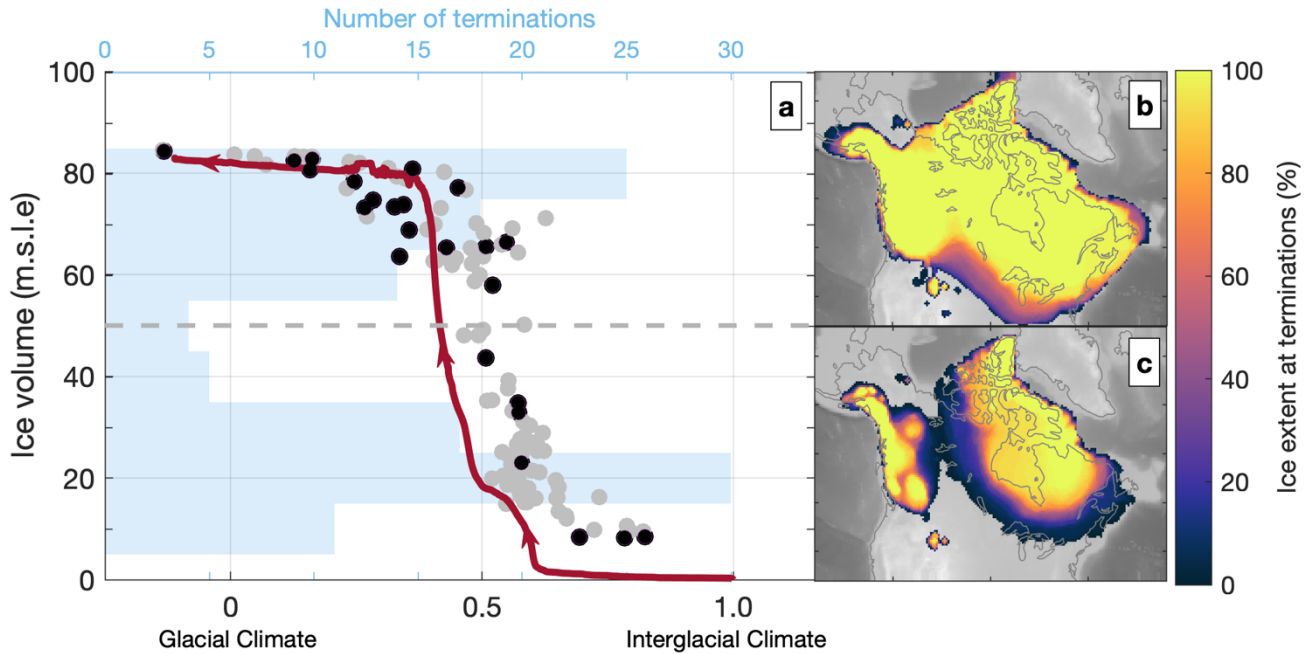 Number of terminations
0 5 10 15 16 20 25 30
100
80
60
40
20
0
Ice volume (m.s.l.e)
0 0.5 1.0
Glacial Climate Interglacial Climate
a
b
c
100
80
60
40
20
0
Ice extent at terminations (%)